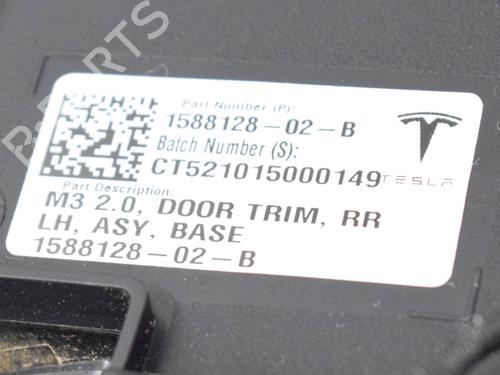 PARTS
Part Number (P):
1588128-02-B
Batch Number (S):
CT521015000149
TESLA
Part Description:
M3 2.0, DOOR TRIM, RR
LH, ASY, BASE
1588128-02-B